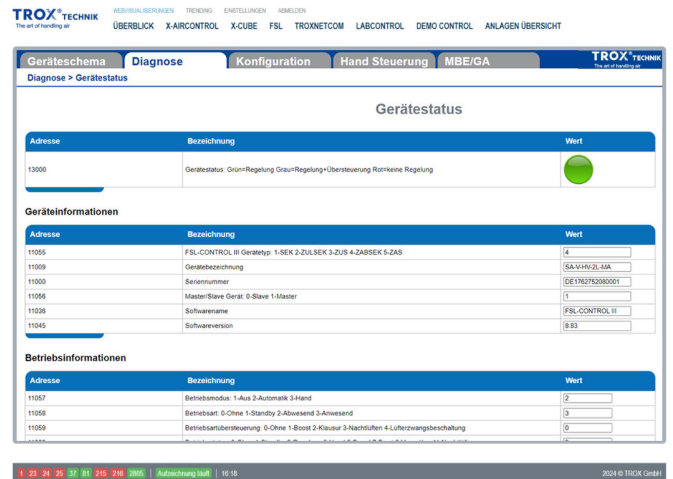 TROX® TECHNIK
The art of handling air
WEBVISUALISIERUNGEN TRENDING EINSTELLUNGEN ABMELDEN
ÜBERBLICK X-AIRCONTROL X-CUBE FSL TROXNETCOM LABCONTROL DEMO CONTROL ANLAGEN ÜBERSICHT
Geräteschema Diagnose Konfiguration Hand Steuerung MBE/GA TROX® TECHNIK
The art of handling air
Diagnose > Gerätestatus
Gerätestatus
Adresse Bezeichnung Wert
13000 Gerätestatus: Grün=Regelung Grau=Regelung+Übersteuerung Rot=keine Regelung
Geräteinformationen
Adresse Bezeichnung Wert
11055 FSL-CONTROL III Gerätetyp: 1-SEK 2-ZULSEK 3-ZUS 4-ZABSEK 5-ZAS 4
11009 Gerätebezeichnung SA-V-HV-2L-MA
11000 Seriennummer DE1762752080001
11056 Master/Slave Gerät: 0-Slave 1-Master 1
11036 Softwarename FSL-CONTROL III
11045 Softwareversion 8.83
Betriebsinformationen
Adresse Bezeichnung Wert
11057 Betriebsmodus: 1-Aus 2-Automatik 3-Hand 2
11058 Betriebsart: 0-Ohne 1-Standby 2-Abwesend 3-Anwesend 3
11059 Betriebsartübersteuerung: 0-Ohne 1-Boost 2-Klausur 3-Nachtlüften 4-Lüfterzwangsbeschaltung 0
1 23 24 25 37 81 215 216 2805 Aufzeichnung läuft 16:18 2024 © TROX GmbH